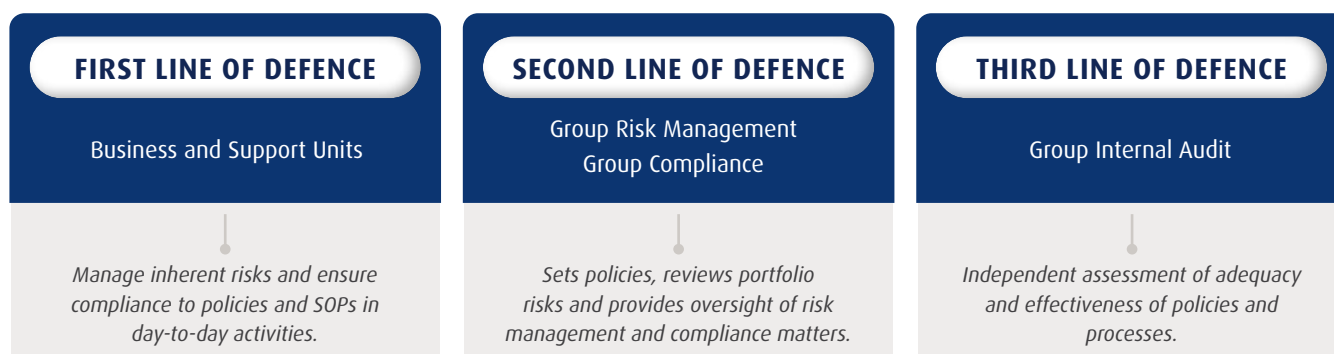 FIRST LINE OF DEFENCE
Business and Support Units
Manage inherent risks and ensure
compliance to policies and SOPs in
day-to-day activities.
SECOND LINE OF DEFENCE
Group Risk Management
Group Compliance
Sets policies, reviews portfolio
risks and provides oversight of risk
management and compliance matters.
THIRD LINE OF DEFENCE
Group Internal Audit
Independent assessment of adequacy
and effectiveness of policies and
processes.